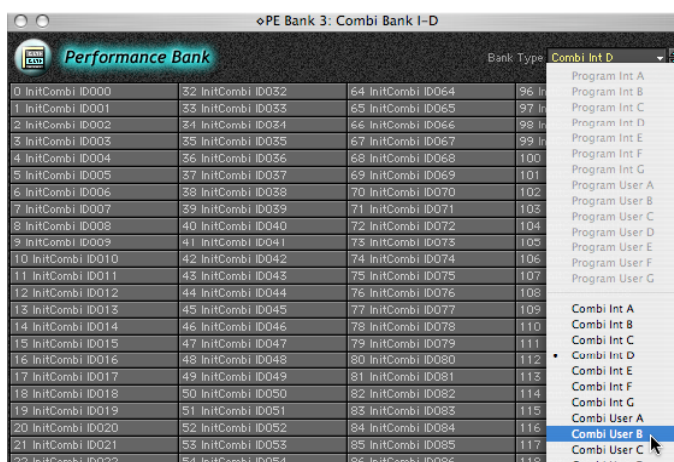 ◇PE Bank 3: Combi Bank I-D
Performance Bank
Bank Type Combi Int D
0 InitCombi ID000 32 InitCombi ID032 64 InitCombi ID064 96 In
1 InitCombi ID001 33 InitCombi ID033 65 InitCombi ID065 97 In
2 InitCombi ID002 34 InitCombi ID034 66 InitCombi ID066 98 In
3 InitCombi ID003 35 InitCombi ID035 67 InitCombi ID067 99 In
4 InitCombi ID004 36 InitCombi ID036 68 InitCombi ID068 100
5 InitCombi ID005 37 InitCombi ID037 69 InitCombi ID069 101
6 InitCombi ID006 38 InitCombi ID038 70 InitCombi ID070 102
7 InitCombi ID007 39 InitCombi ID039 71 InitCombi ID071 103
8 InitCombi ID008 40 InitCombi ID040 72 InitCombi ID072 104
9 InitCombi ID009 41 InitCombi ID041 73 InitCombi ID073 105
10 InitCombi ID010 42 InitCombi ID042 74 InitCombi ID074 106
11 InitCombi ID011 43 InitCombi ID043 75 InitCombi ID075 107
12 InitCombi ID012 44 InitCombi ID044 76 InitCombi ID076 108
13 InitCombi ID013 45 InitCombi ID045 77 InitCombi ID077 109
14 InitCombi ID014 46 InitCombi ID046 78 InitCombi ID078 110
15 InitCombi ID015 47 InitCombi ID047 79 InitCombi ID079 111
16 InitCombi ID016 48 InitCombi ID048 80 InitCombi ID080 112
17 InitCombi ID017 49 InitCombi ID049 81 InitCombi ID081 113
18 InitCombi ID018 50 InitCombi ID050 82 InitCombi ID082 114
19 InitCombi ID019 51 InitCombi ID051 83 InitCombi ID083 115
20 InitCombi ID020 52 InitCombi ID052 84 InitCombi ID084 116
21 InitCombi ID021 53 InitCombi ID053 85 InitCombi ID085 117
22 InitCombi ID022 54 InitCombi ID054 86 InitCombi ID086 118
Program Int A
Program Int B
Program Int C
Program Int D
Program Int E
Program Int F
Program Int G
Program User A
Program User B
Program User C
Program User D
Program User E
Program User F
Program User G
Combi Int A
Combi Int B
Combi Int C
• Combi Int D
Combi Int E
Combi Int F
Combi Int G
Combi User A
Combi User B
Combi User C